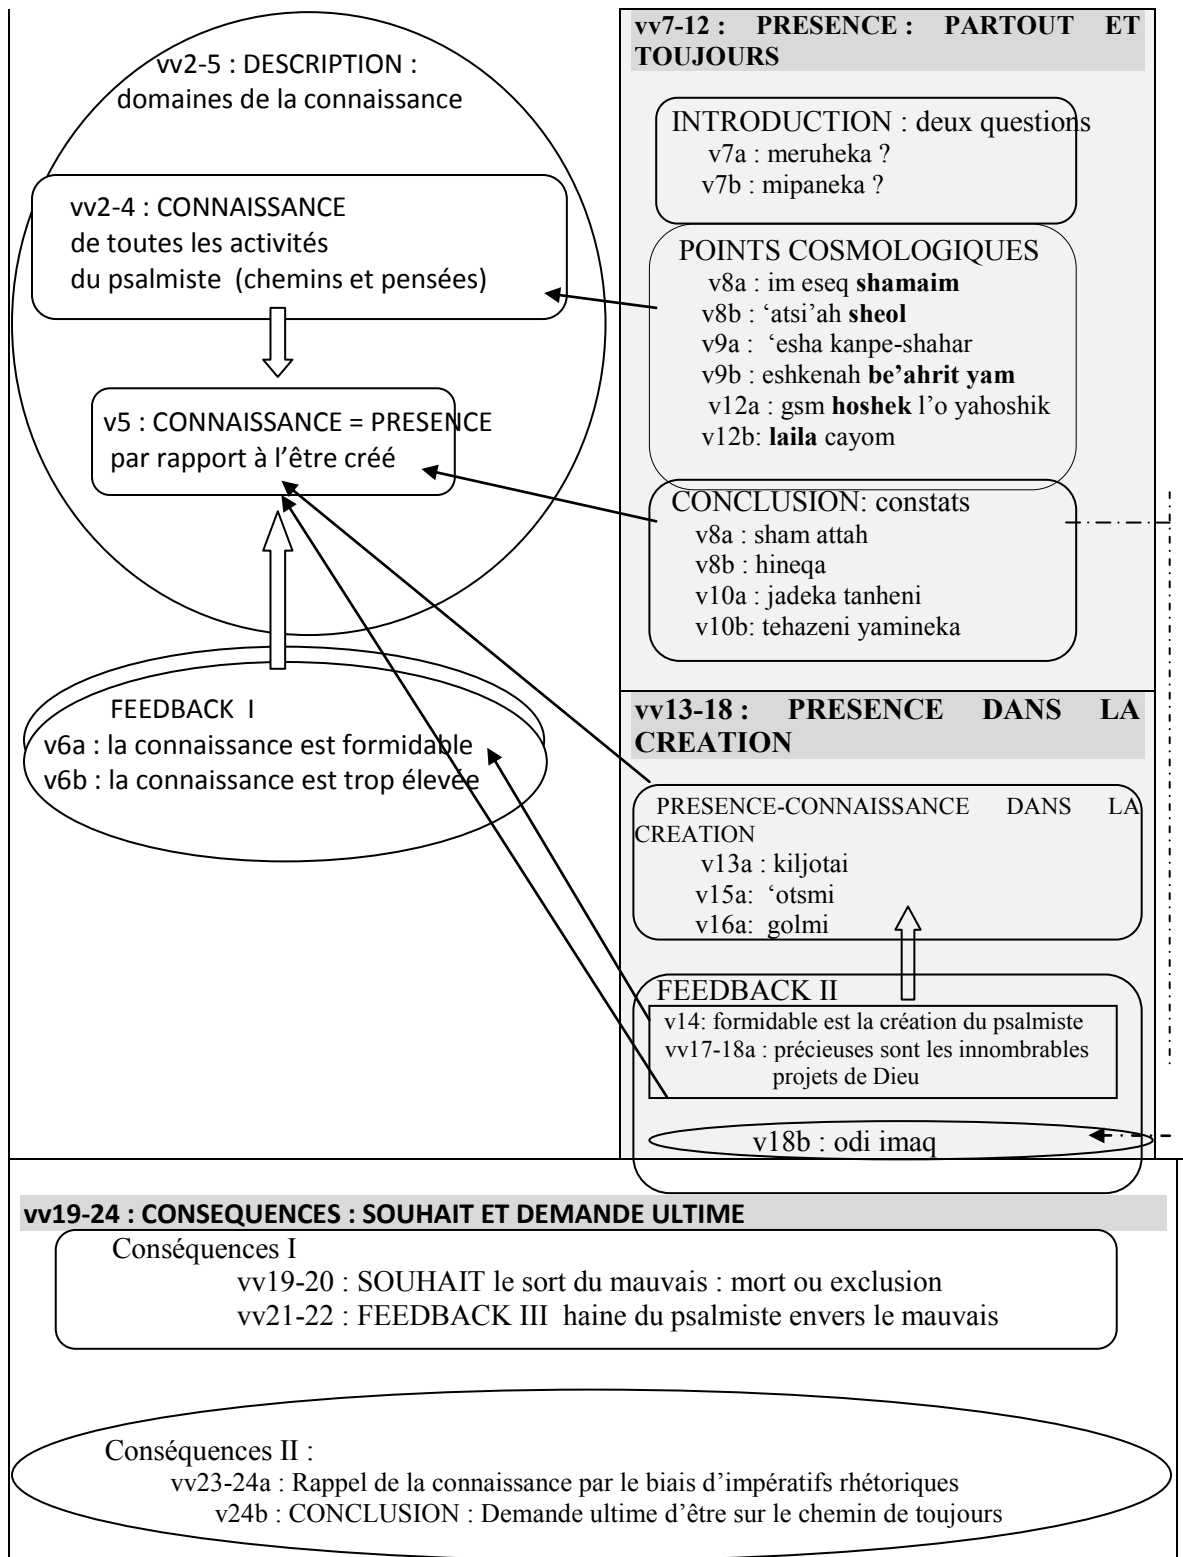 vv2-5 : DESCRIPTION :
domaines de la connaissance
vv2-4 : CONNAISSANCE
de toutes les activités
du psalmiste (chemins et pensées)
v5 : CONNAISSANCE = PRESENCE
par rapport à l’être créé
FEEDBACK I
v6a : la connaissance est formidable
v6b : la connaissance est trop élevée
vv7-12 : PRESENCE : PARTOUT ET
TOUJOURS
INTRODUCTION : deux questions
v7a : meruheka ?
v7b : mipaneka ?
POINTS COSMOLOGIQUES
v8a : im eseq shamaim
v8b : ‘atsi’ah sheol
v9a : ‘esha kanpe-shahar
v9b : eshkenah be’ahrit yam
v12a : gsm hoshek l’o yahoshik
v12b: laila cayom
CONCLUSION: constats
v8a : sham attah
v8b : hineqa
v10a : jadeka tanheni
v10b: tehazeni yamineka
vv13-18 : PRESENCE DANS LA
CREATION
PRESENCE-CONNAISSANCE DANS LA
CREATION
v13a : kiljotai
v15a: ‘otsmi
v16a: golmi
FEEDBACK II
v14: formidable est la création du psalmiste
vv17-18a : précieuses sont les innombrables
projets de Dieu
v18b : odi imaq
vv19-24 : CONSEQUENCES : SOUHAIT ET DEMANDE ULTIME
Conséquences I
vv19-20 : SOUHAIT le sort du mauvais : mort ou exclusion
vv21-22 : FEEDBACK III haine du psalmiste envers le mauvais
Conséquences II :
vv23-24a : Rappel de la connaissance par le biais d’impératifs rhétoriques
v24b : CONCLUSION : Demande ultime d’être sur le chemin de toujours